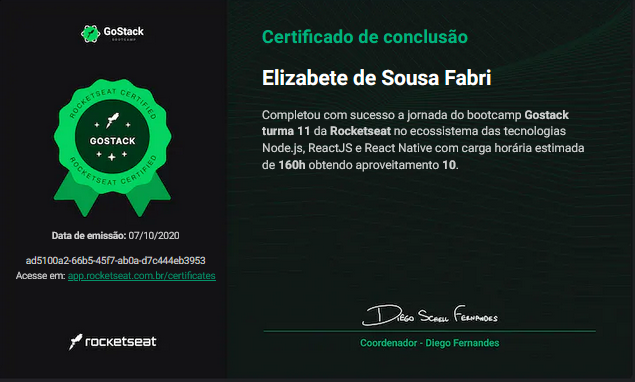 GoStack
BOOTCAMP
ROCKETSEAT CERTIFIED
GOSTACK
ROCKETSEAT CERTIFIED
Data de emissão: 07/10/2020
ad5100a2-66b5-45f7-ab0a-d7c444eb3953
Acesse em: app.rocketseat.com.br/certificates
rocketseat
Certificado de conclusão
Elizabete de Sousa Fabri
Completou com sucesso a jornada do bootcamp Gostack
turma 11 da Rocketseat no ecossistema das tecnologias
Node.js, ReactJS e React Native com carga horária estimada
de 160h obtendo aproveitamento 10.
Diego Schell Fernandes
Coordenador - Diego Fernandes